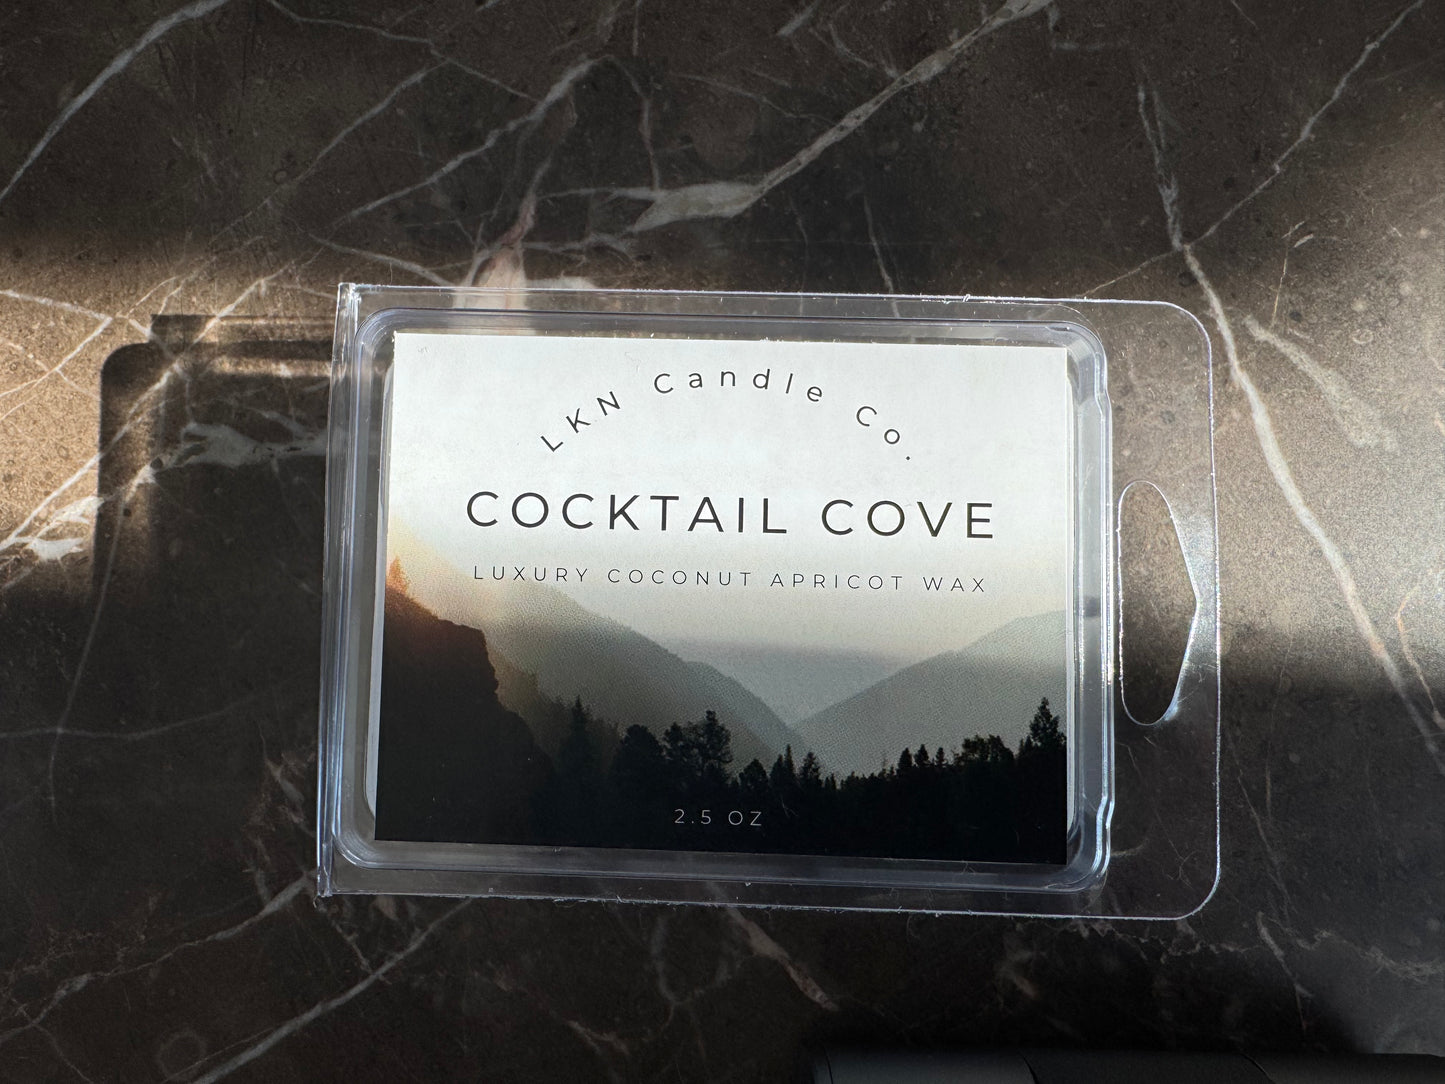 LKN Candle Co.
COCKTAIL COVE
LUXURY COCONUT APRICOT WAX
2.5 OZ